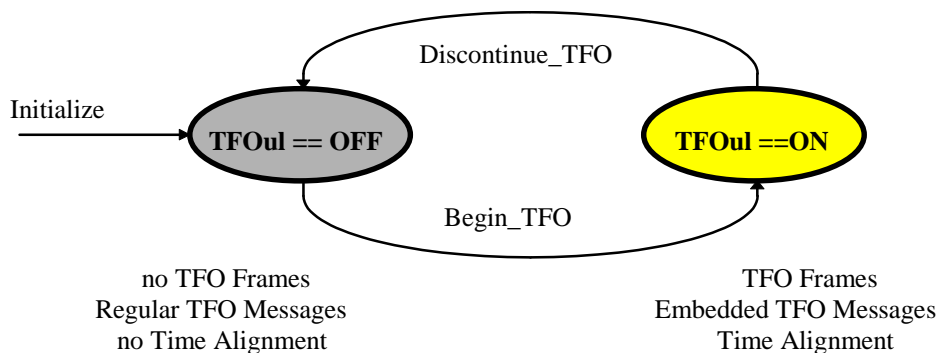 Discontinue_TFO
Initialize
TFOul == OFF
TFOul ==ON
Begin_TFO
no TFO Frames
Regular TFO Messages
no Time Alignment
TFO Frames
Embedded TFO Messages
Time Alignment